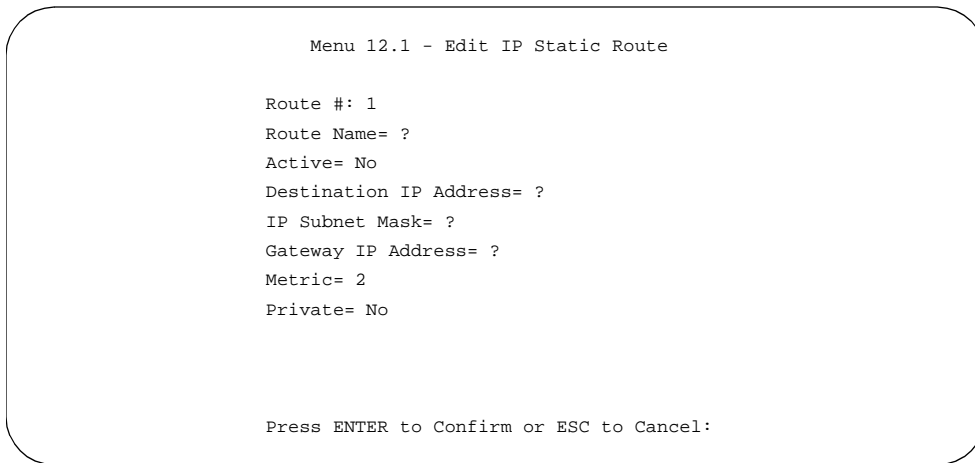 Menu 12.1 - Edit IP Static Route
Route #: 1
Route Name= ?
Active= No
Destination IP Address= ?
IP Subnet Mask= ?
Gateway IP Address= ?
Metric= 2
Private= No
Press ENTER to Confirm or ESC to Cancel: